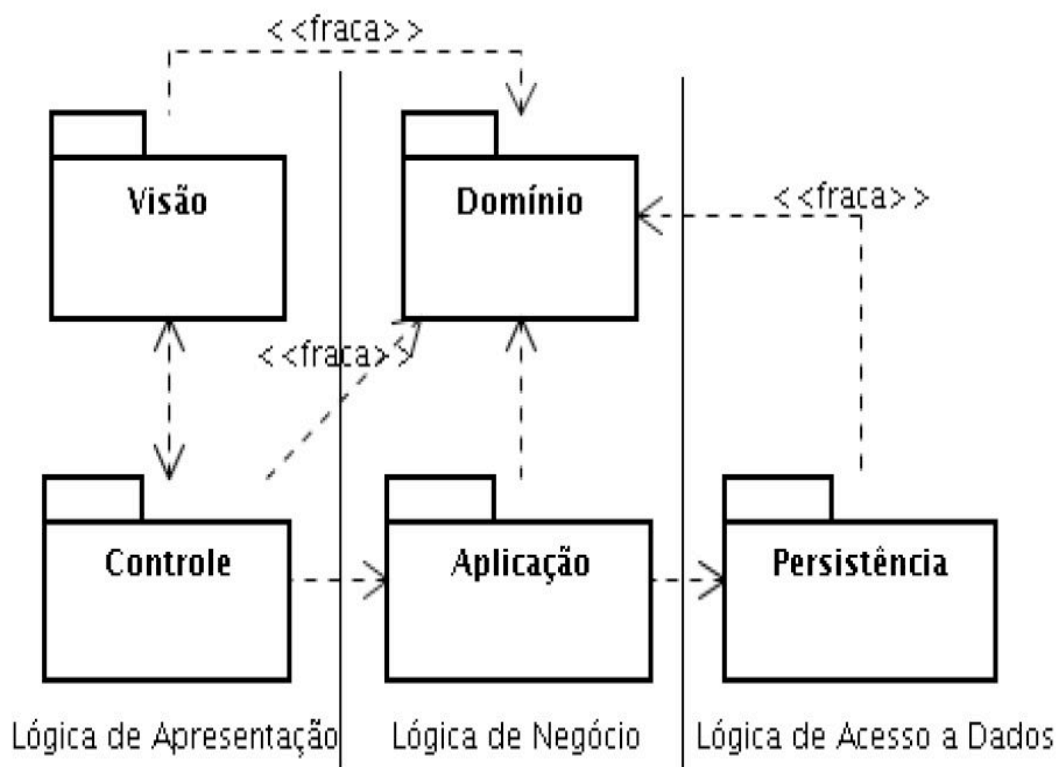 <<fraca>>
Visão
Domínio
<<fraca>>
<<fraca>>
Controle
Aplicação
Persistência
Lógica de Apresentação
Lógica de Negócio
Lógica de Acesso a Dados